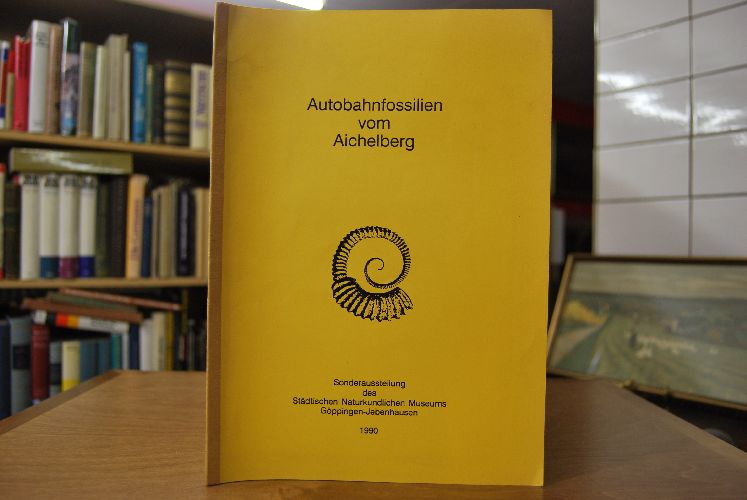 Autobahnfossilien
vom
Aichelberg
Sonderausstellung
des
Städtischen Naturkundlichen Museums
Göppingen-Jebenhausen
1990